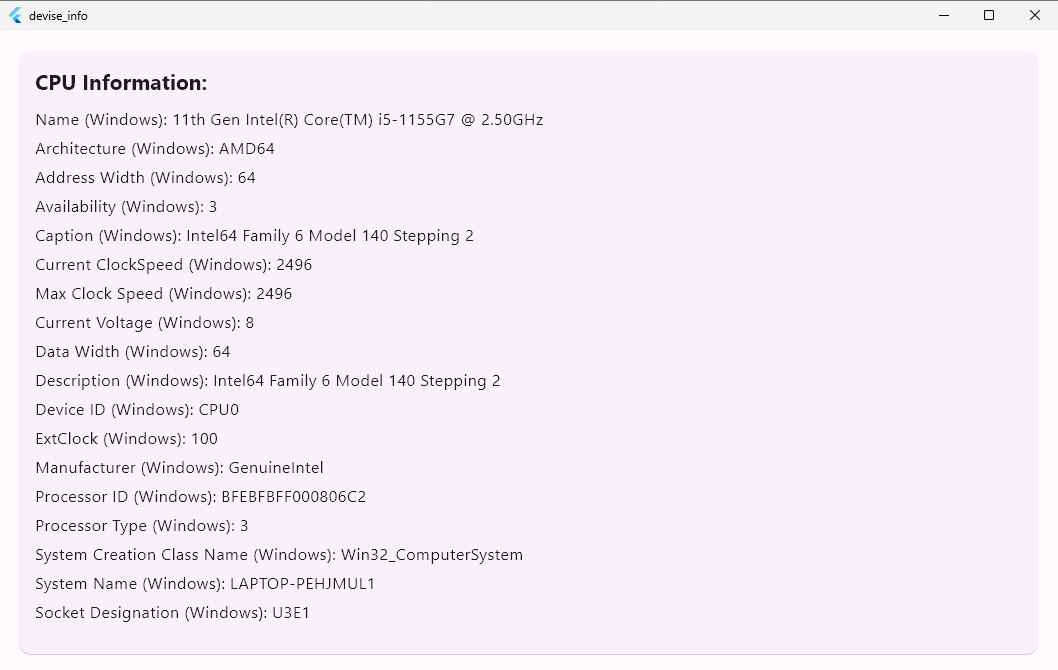 devise_info
CPU Information:
Name (Windows): 11th Gen Intel(R) Core(TM) i5-1155G7 @ 2.50GHz
Architecture (Windows): AMD64
Address Width (Windows): 64
Availability (Windows): 3
Caption (Windows): Intel64 Family 6 Model 140 Stepping 2
Current ClockSpeed (Windows): 2496
Max Clock Speed (Windows): 2496
Current Voltage (Windows): 8
Data Width (Windows): 64
Description (Windows): Intel64 Family 6 Model 140 Stepping 2
Device ID (Windows): CPU0
ExtClock (Windows): 100
Manufacturer (Windows): GenuineIntel
Processor ID (Windows): BFEBFBFF000806C2
Processor Type (Windows): 3
System Creation Class Name (Windows): Win32_ComputerSystem
System Name (Windows): LAPTOP-PEHJMUL1
Socket Designation (Windows): U3E1